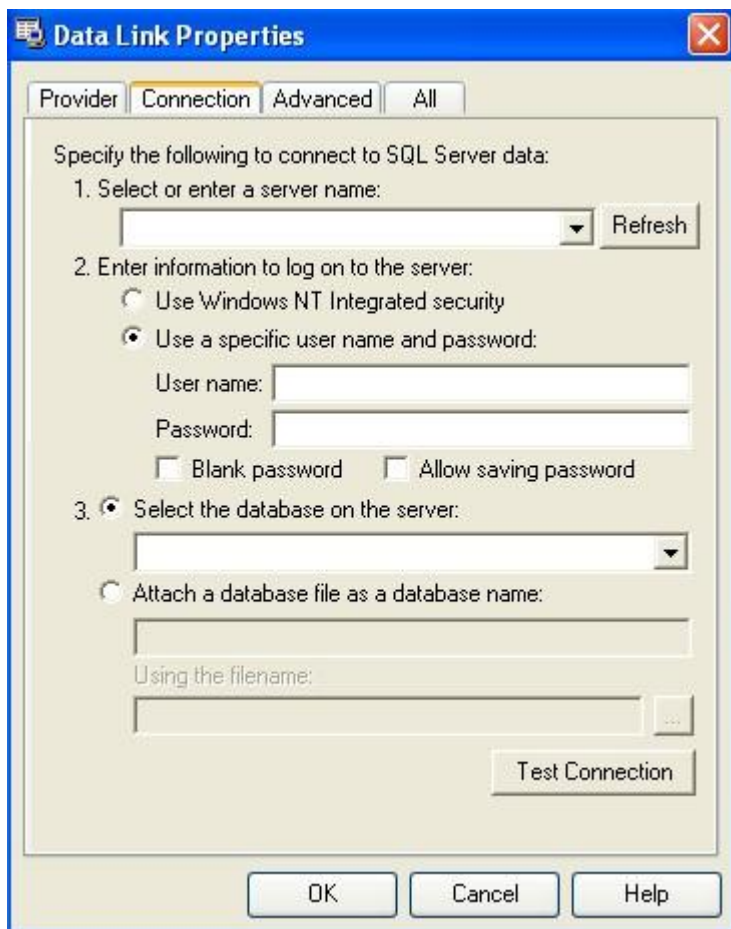 Data Link Properties
Provider Connection Advanced All
Specify the following to connect to SQL Server data:
1. Select or enter a server name:
Refresh
2. Enter information to log on to the server:
Use Windows NT Integrated security
Use a specific user name and password:
User name:
Password:
Blank password Allow saving password
3. Select the database on the server:
Attach a database file as a database name:
Using the filename:
...
Test Connection
OK Cancel Help